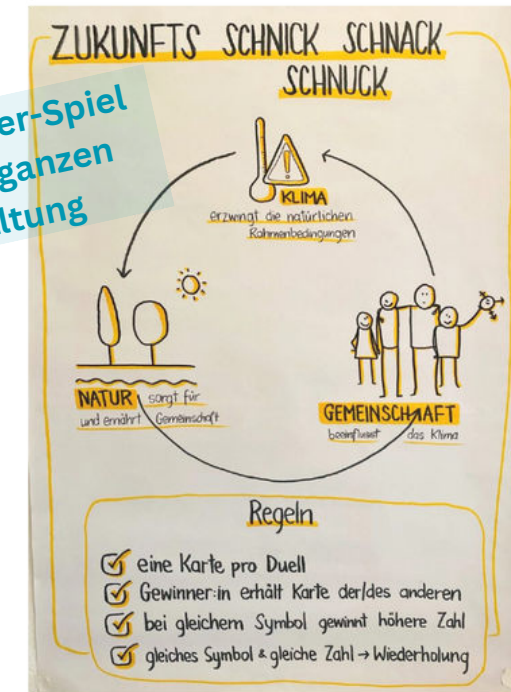 ZUKUNFTS SCHNICK SCHNACK
SCHNUCK
er-Spiel
ganzen
ltung
KLIMA
erzwingt die natürlichen
Rahmenbedingungen
NATUR sorgt für
und ernährt Gemeinschaft
GEMEINSCHAAFT
beeinflusst das Klima
Regeln
eine Karte pro Duell
Gewinner:in erhält Karte der/des anderen
bei gleichem Symbol gewinnt höhere Zahl
gleiches Symbol & gleiche Zahl → Wiederholung